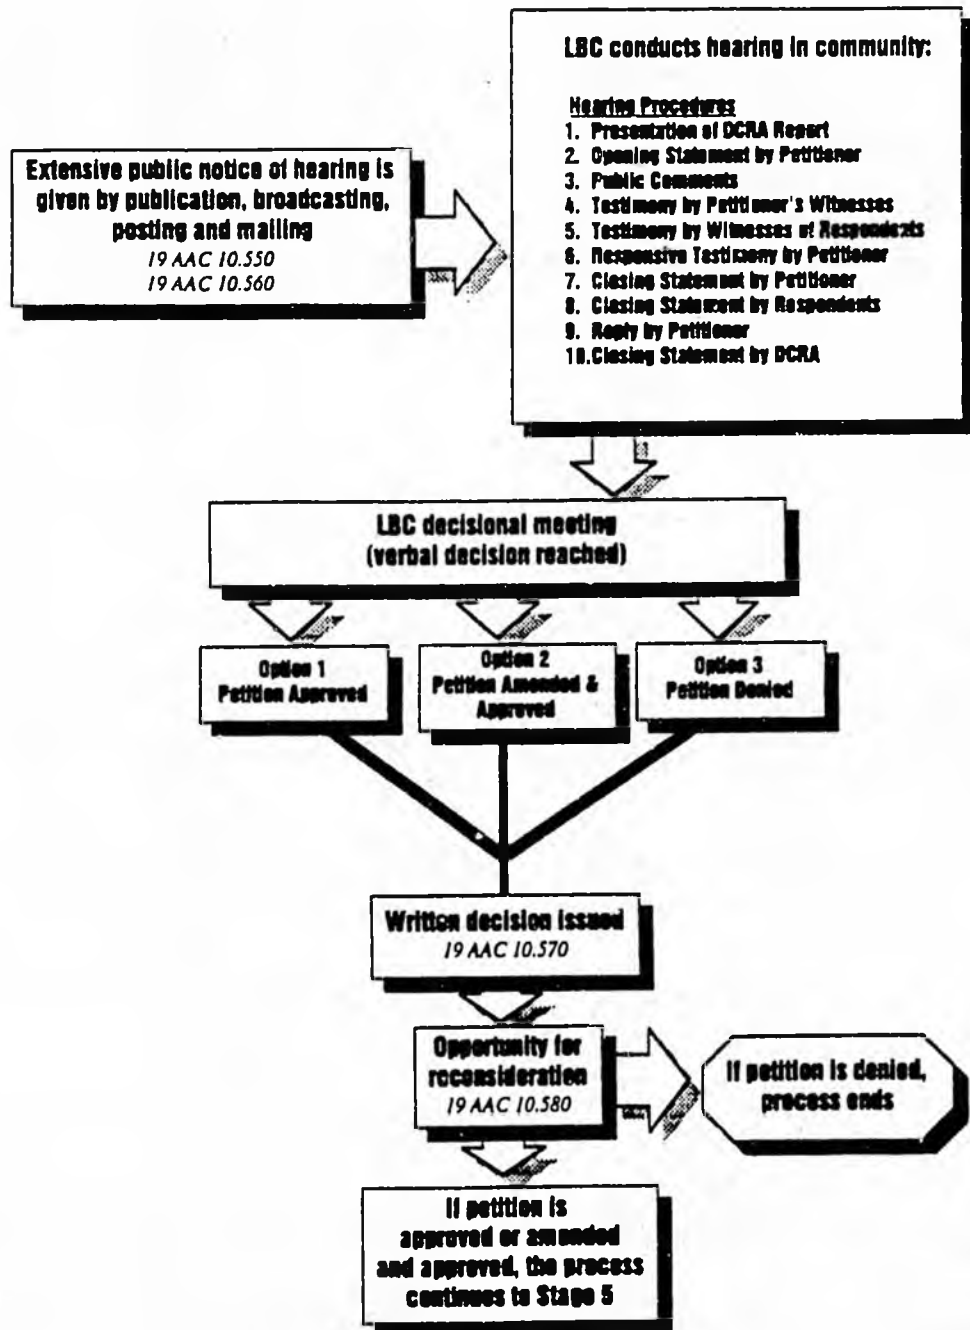 Extensive public notice of hearing is
given by publication, broadcasting,
posting and mailing
19 AAC 10.550
19 AAC 10.560
LBC conducts hearing in community:
Hearing Procedures
1. Presentation of DCRA Report
2. Opening Statement by Petitioner
3. Public Comments
4. Testimony by Petitioner's Witnesses
5. Testimony by Witnesses of Respondents
6. Responsive Testimony by Petitioner
7. Closing Statement by Petitioner
8. Closing Statement by Respondents
9. Reply by Petitioner
10.Closing Statement by DCRA
LBC decisional meeting
(verbal decision reached)
Option 1
Petition Approved
Option 2
Petition Amended &
Approved
Option 3
Petition Denied
Written decision issued
19 AAC 10.570
Opportunity for
reconsideration
19 AAC 10.580
If petition is denied,
process ends
If petition is
approved or amended
and approved, the process
continues to Stage 5